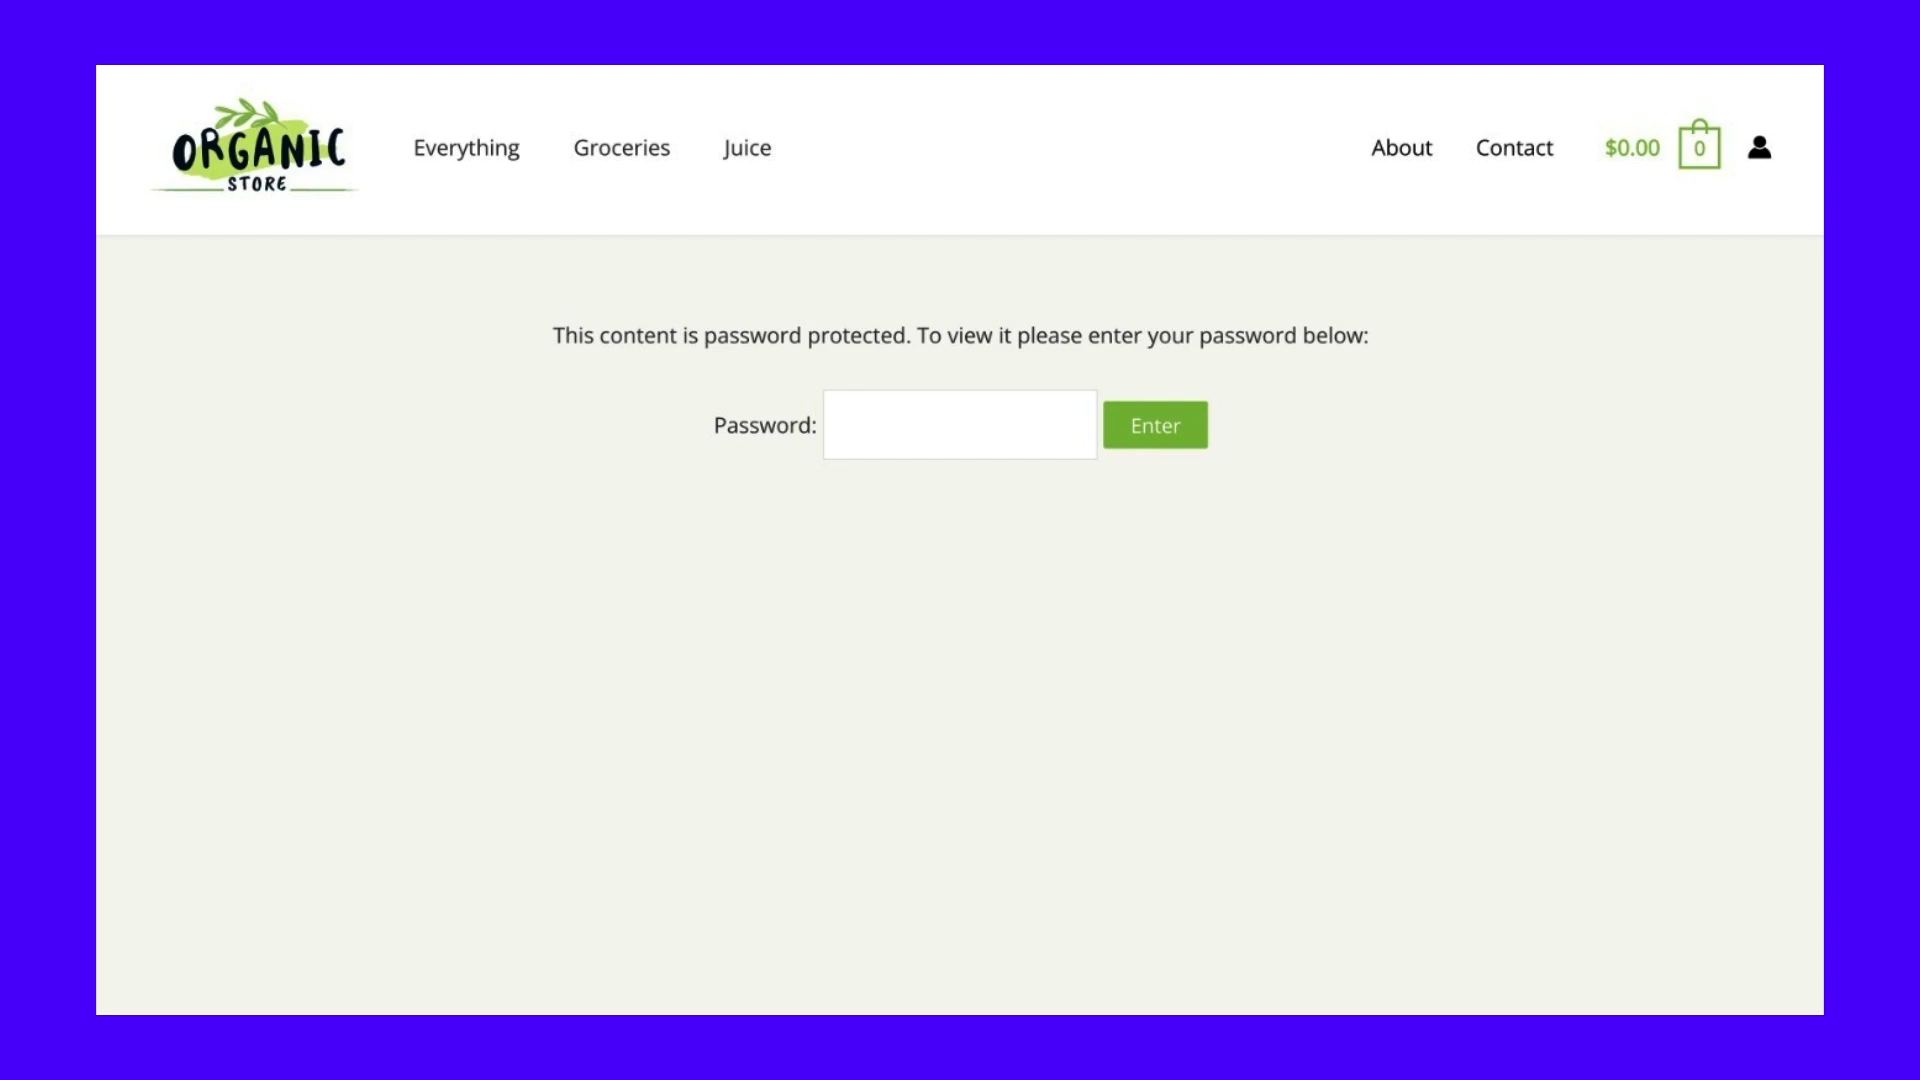 ORGANIC
STORE
Everything Groceries Juice About Contact $0.00 0
This content is password protected. To view it please enter your password below:
Password: Enter